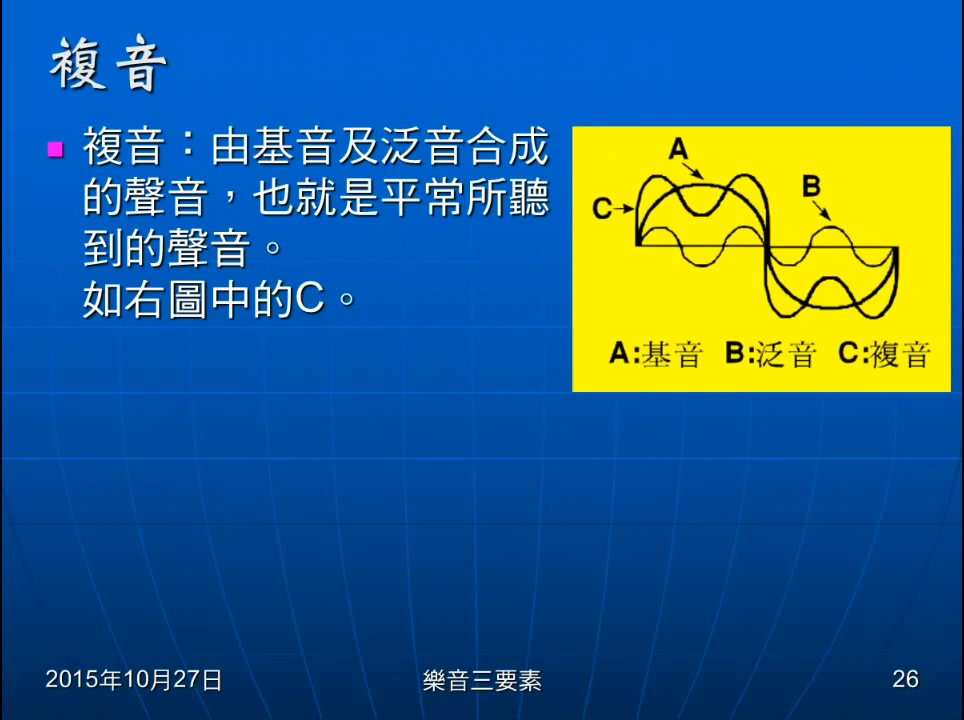 複音
複音：由基音及泛音合成
的聲音，也就是平常所聽
到的聲音。
如右圖中的C。
A
B
C
A:基音 B:泛音 C:複音
2015年10月27日
樂音三要素
26